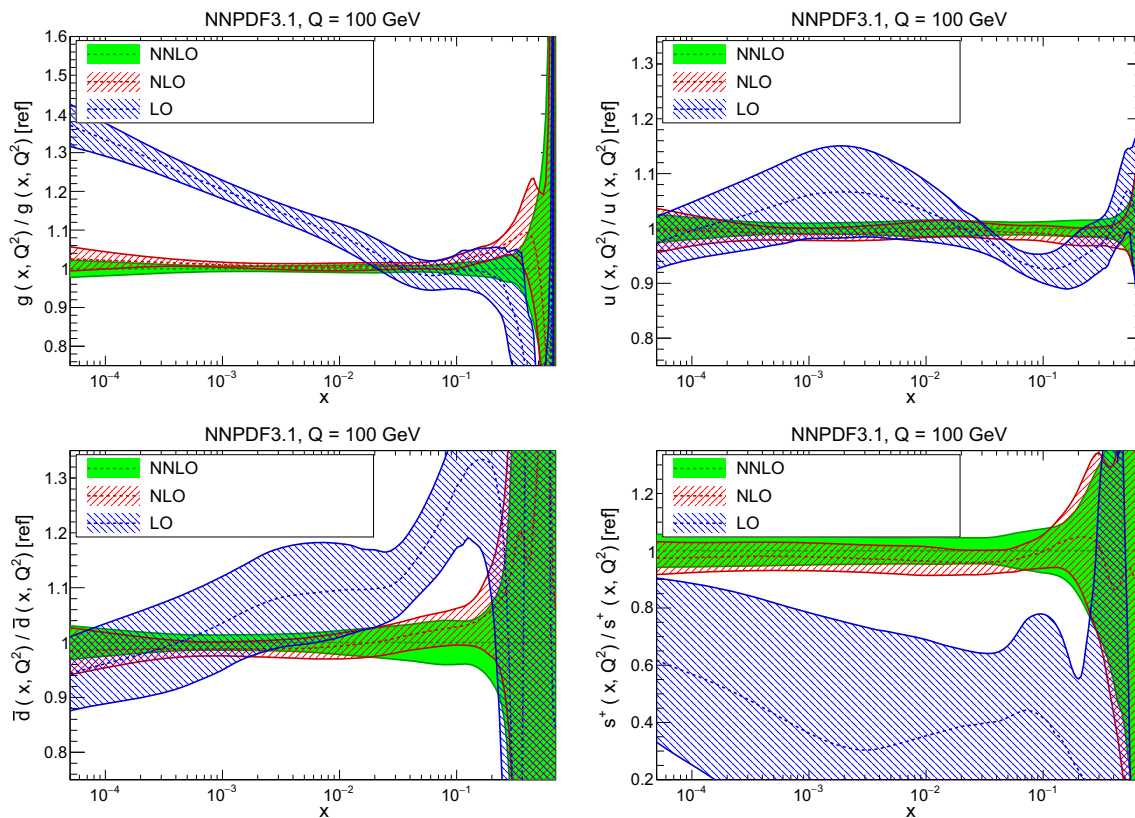 NNPDF3.1, Q = 100 GeV
NNLO
NLO
LO
g ( x, Q²) / g ( x, Q²) [ref]
1.6
1.5
1.4
1.3
1.2
1.1
1
0.9
0.8
10⁻⁴
10⁻³
10⁻²
10⁻¹
x
NNPDF3.1, Q = 100 GeV
NNLO
NLO
LO
u ( x, Q²) / u ( x, Q²) [ref]
1.3
1.2
1.1
1
0.9
0.8
10⁻⁴
10⁻³
10⁻²
10⁻¹
x
NNPDF3.1, Q = 100 GeV
NNLO
NLO
LO
d̄ ( x, Q²) / d̄ ( x, Q²) [ref]
1.3
1.2
1.1
1
0.9
0.8
10⁻⁴
10⁻³
10⁻²
10⁻¹
x
NNPDF3.1, Q = 100 GeV
NNLO
NLO
LO
s⁺ ( x, Q²) / s⁺ ( x, Q²) [ref]
1.2
1
0.8
0.6
0.4
0.2
10⁻⁴
10⁻³
10⁻²
10⁻¹
x